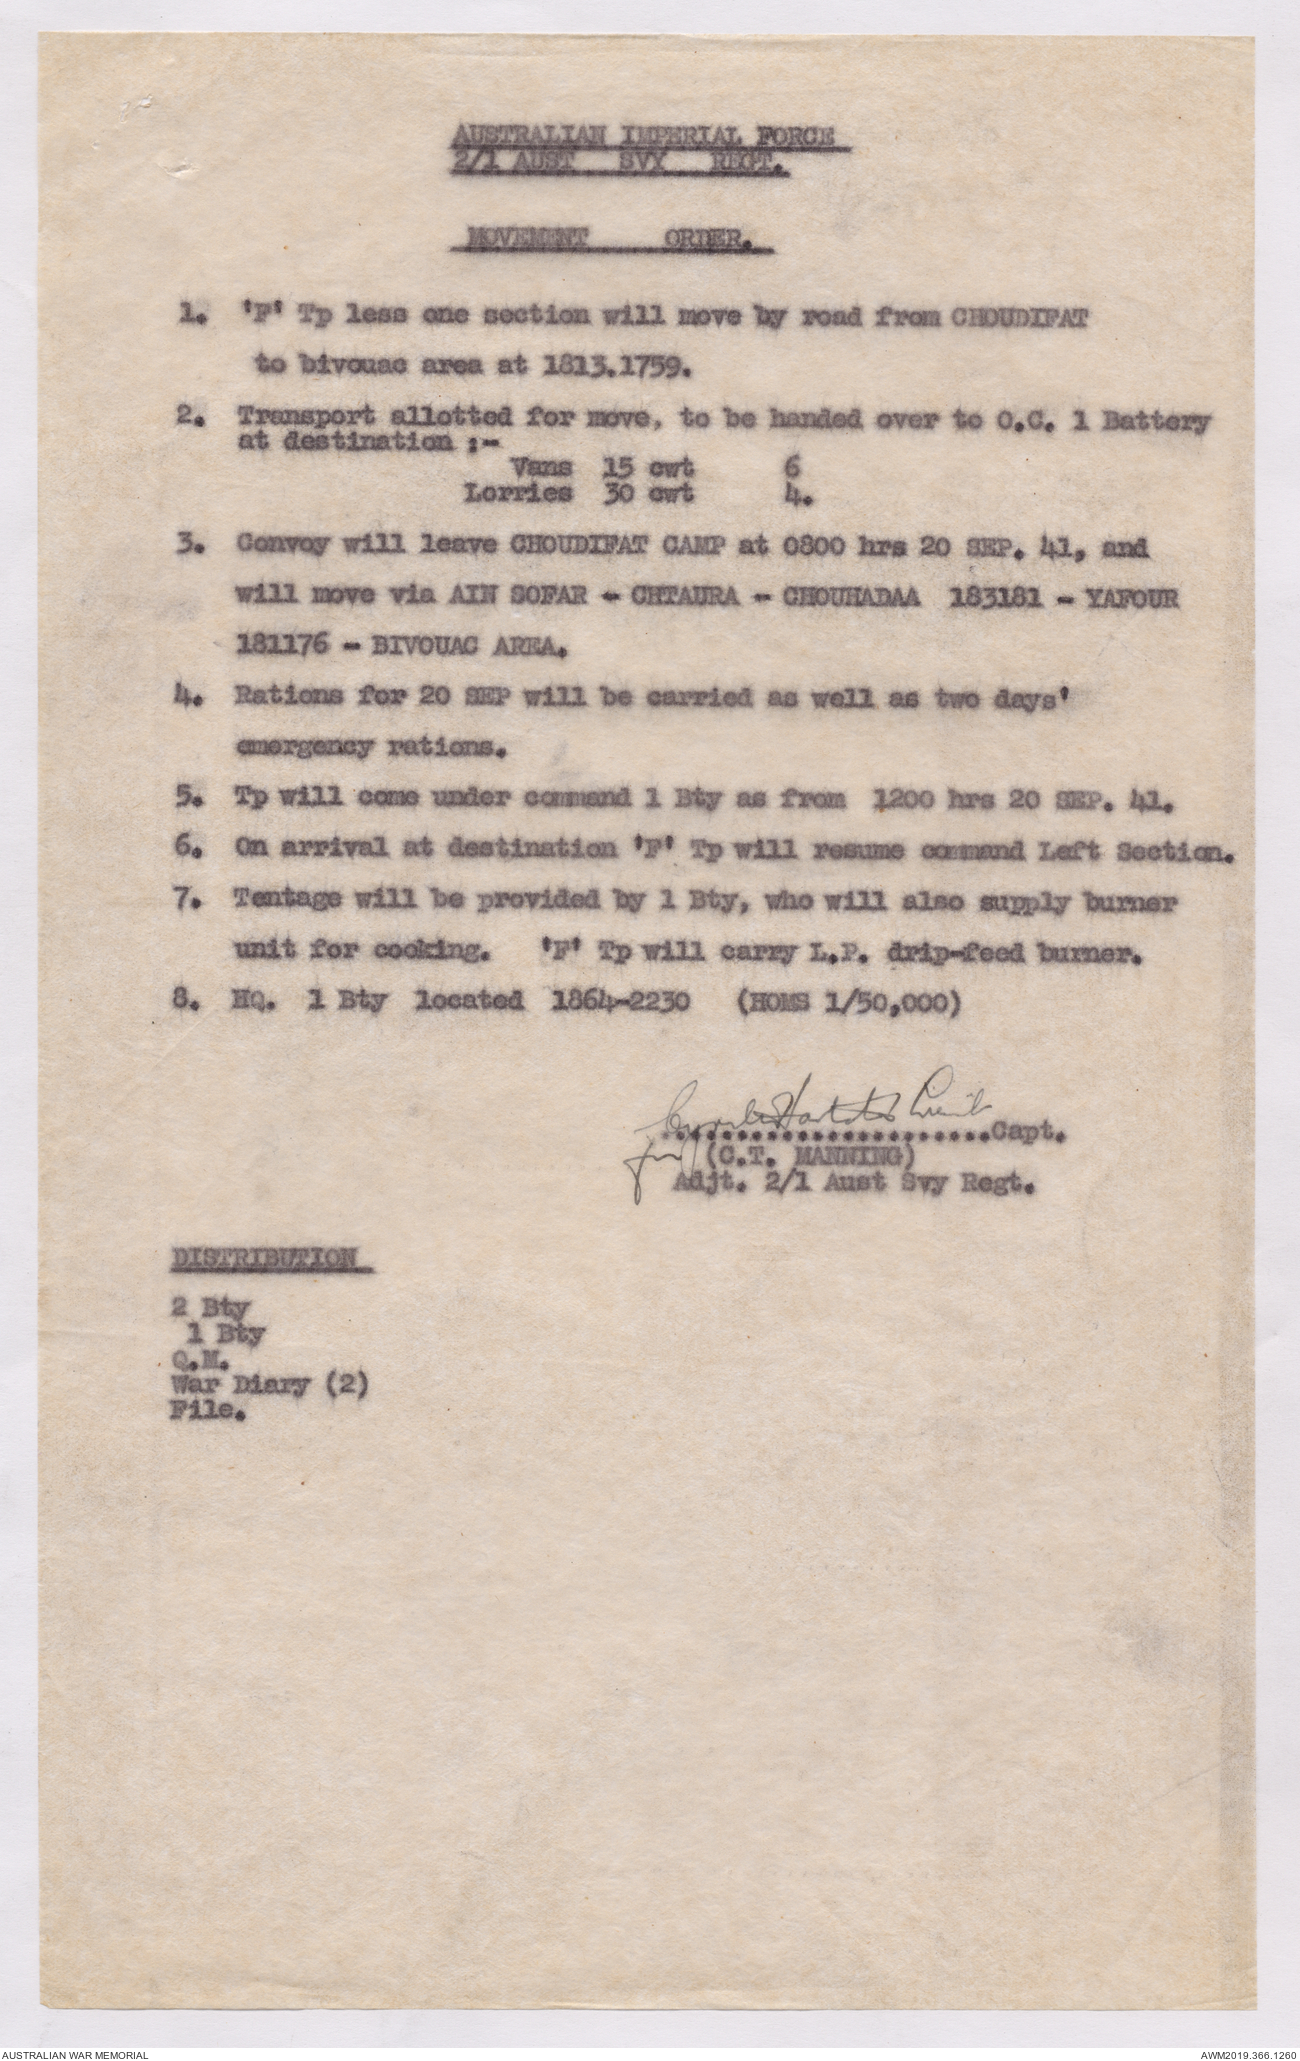 AUSTRALIAN IMPERIAL FORCE
2/1 AUST SVY REGT.
MOVEMENT ORDER.
1. 'F' Tp less one section will move by road from CHOUDIFAT
to bivouac area at 1813.1759.
2. Transport allotted for move, to be handed over to O.C. 1 Battery
at destination :-
Vans 15 cwt 6
Lorries 30 cwt 4.
3. Convoy will leave CHOUDIFAT CAMP at 0800 hrs 20 SEP. 41, and
will move via AIN SOFAR - CHTAURA - CHOUHADAA 183181 - YAFOUR
181176 - BIVOUAC AREA.
4. Rations for 20 SEP will be carried as well as two days'
emergency rations.
5. Tp will come under command 1 Bty as from 1200 hrs 20 SEP. 41.
6. On arrival at destination 'F' Tp will resume command Left Section.
7. Tentage will be provided by 1 Bty, who will also supply burner
unit for cooking. 'F' Tp will carry L.P. drip-feed burner.
8. HQ. 1 Bty located 1864-2230 (HOMS 1/50,000)
Lieut
......................Capt.
for (C.T. MANNING)
Adjt. 2/1 Aust Svy Regt.
DISTRIBUTION
2 Bty
1 Bty
Q.M.
War Diary (2)
File.
AUSTRALIAN WAR MEMORIAL
AWM2019.366.1260